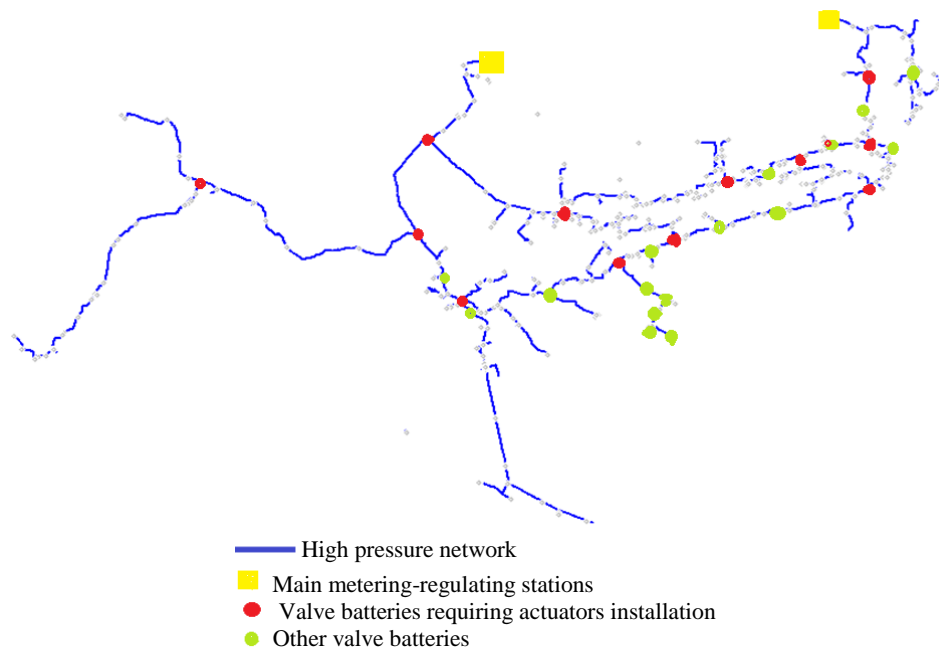 High pressure network
Main metering-regulating stations
Valve batteries requiring actuators installation
Other valve batteries